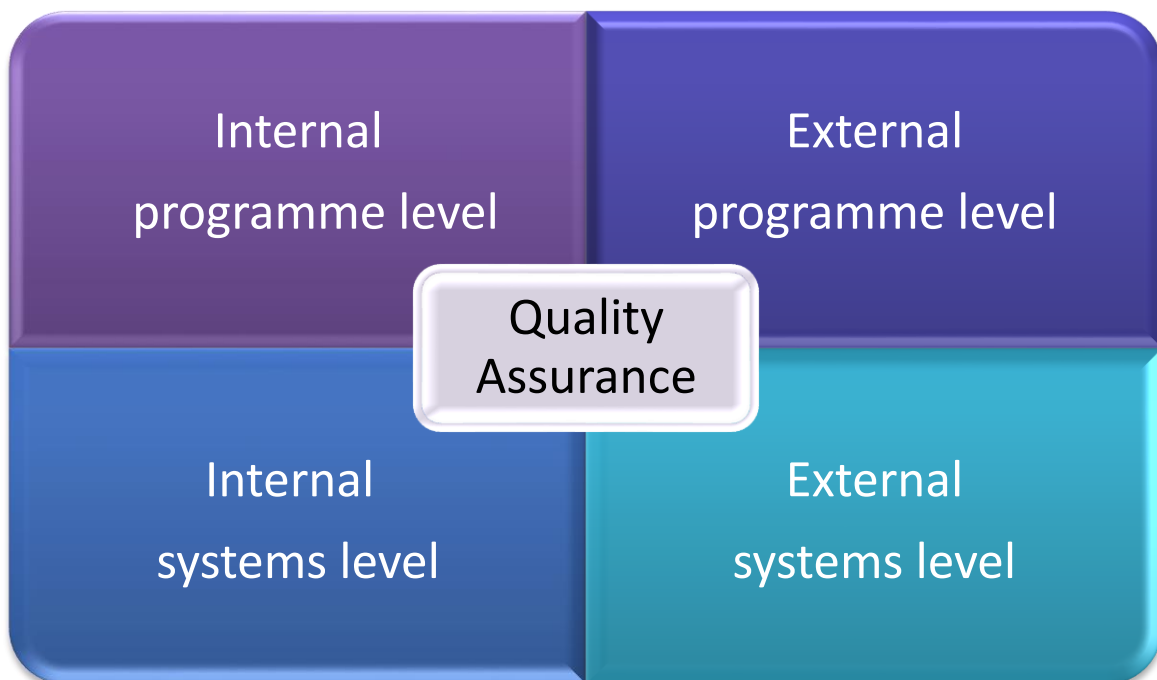 Internal
programme level
External
programme level
Quality
Assurance
Internal
systems level
External
systems level